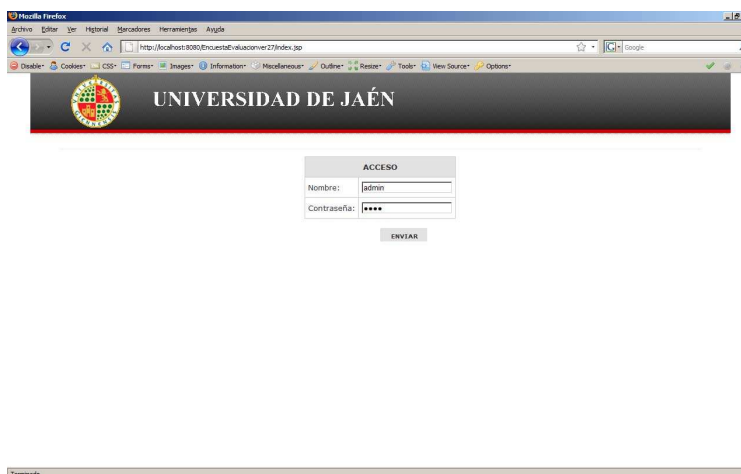 Mozilla Firefox
Archivo Editar Ver Historial Marcadores Herramientas Ayuda
http://localhost:8080/EncuestaEvaluacionver27/index.jsp
Google
Disable Cookies CSS Forms Images Information Miscellaneous Outline Resize Tools View Source Options
UNIVERSIDAD DE JAÉN
ACCESO
Nombre: admin
Contraseña: ••••
ENVIAR
Terminado